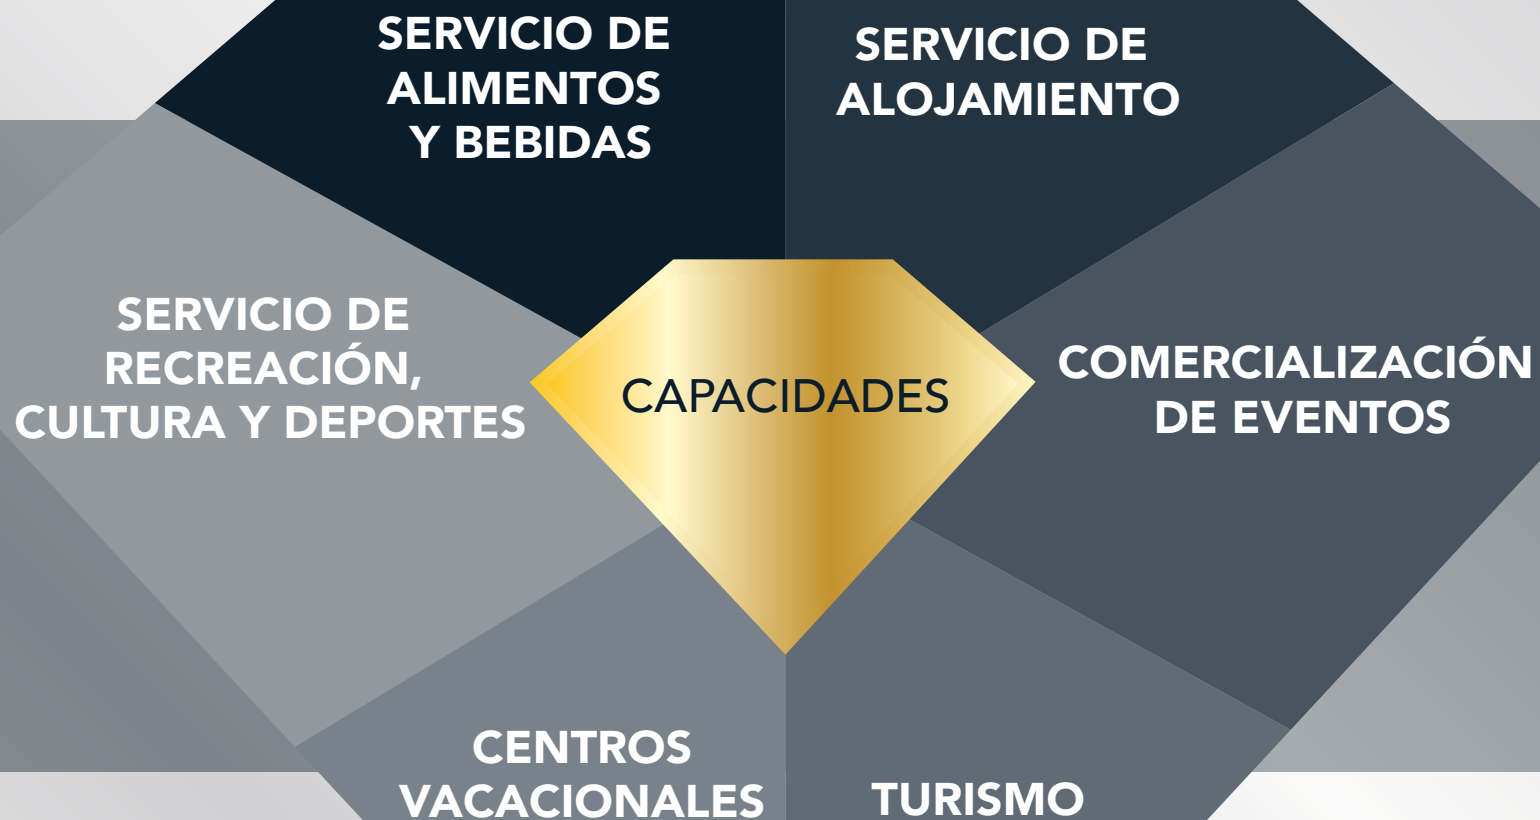 SERVICIO DE
ALIMENTOS
Y BEBIDAS
SERVICIO DE
ALOJAMIENTO
SERVICIO DE
RECREACIÓN,
CULTURA Y DEPORTES
CAPACIDADES
COMERCIALIZACIÓN
DE EVENTOS
CENTROS
VACACIONALES
TURISMO